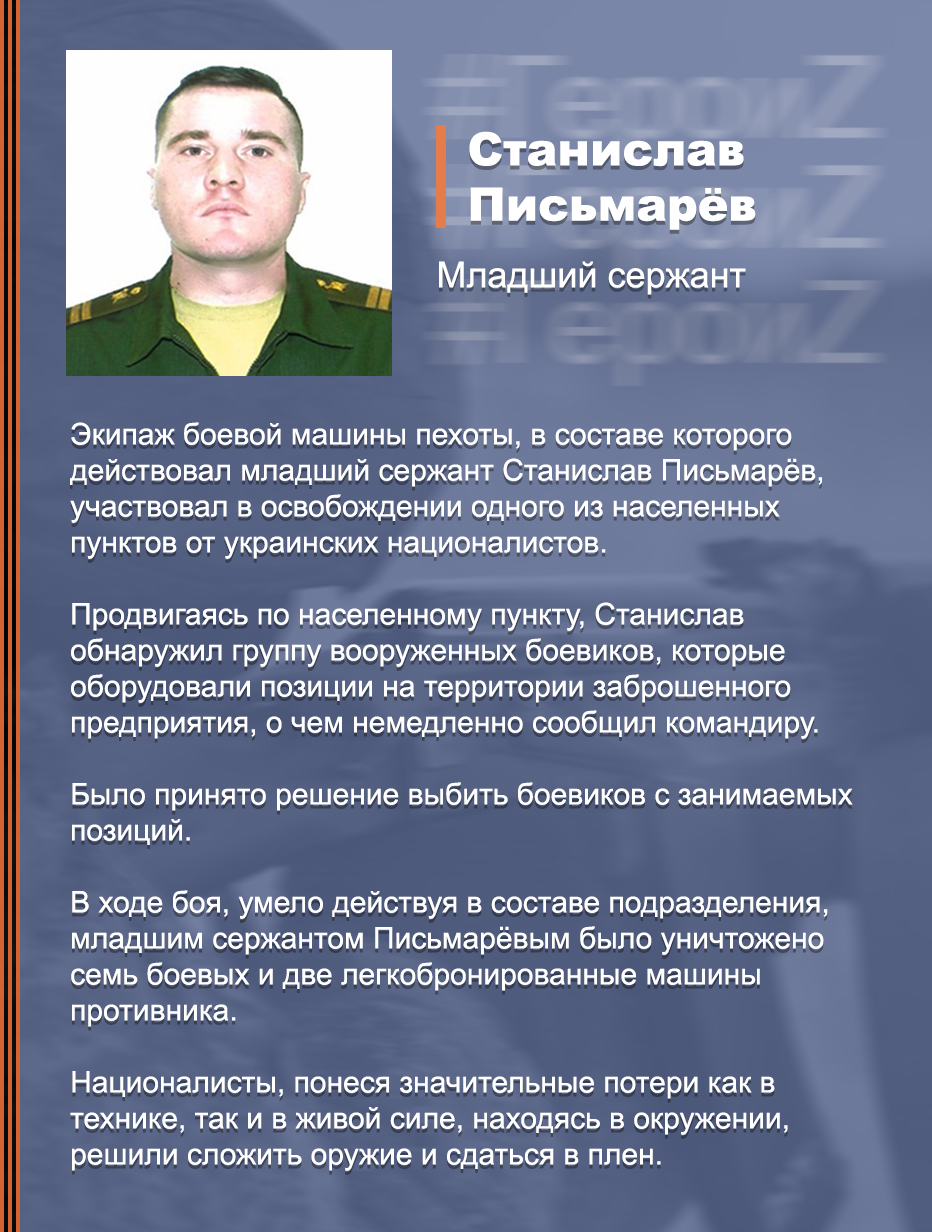 #ГероиZ
#ГероиZ
#ГероиZ
Станислав
Письмарёв
Младший сержант
Экипаж боевой машины пехоты, в составе которого
действовал младший сержант Станислав Письмарёв,
участвовал в освобождении одного из населенных
пунктов от украинских националистов.
Продвигаясь по населенному пункту, Станислав
обнаружил группу вооруженных боевиков, которые
оборудовали позиции на территории заброшенного
предприятия, о чем немедленно сообщил командиру.
Было принято решение выбить боевиков с занимаемых
позиций.
В ходе боя, умело действуя в составе подразделения,
младшим сержантом Письмарёвым было уничтожено
семь боевых и две легкобронированные машины
противника.
Националисты, понеся значительные потери как в
технике, так и в живой силе, находясь в окружении,
решили сложить оружие и сдаться в плен.